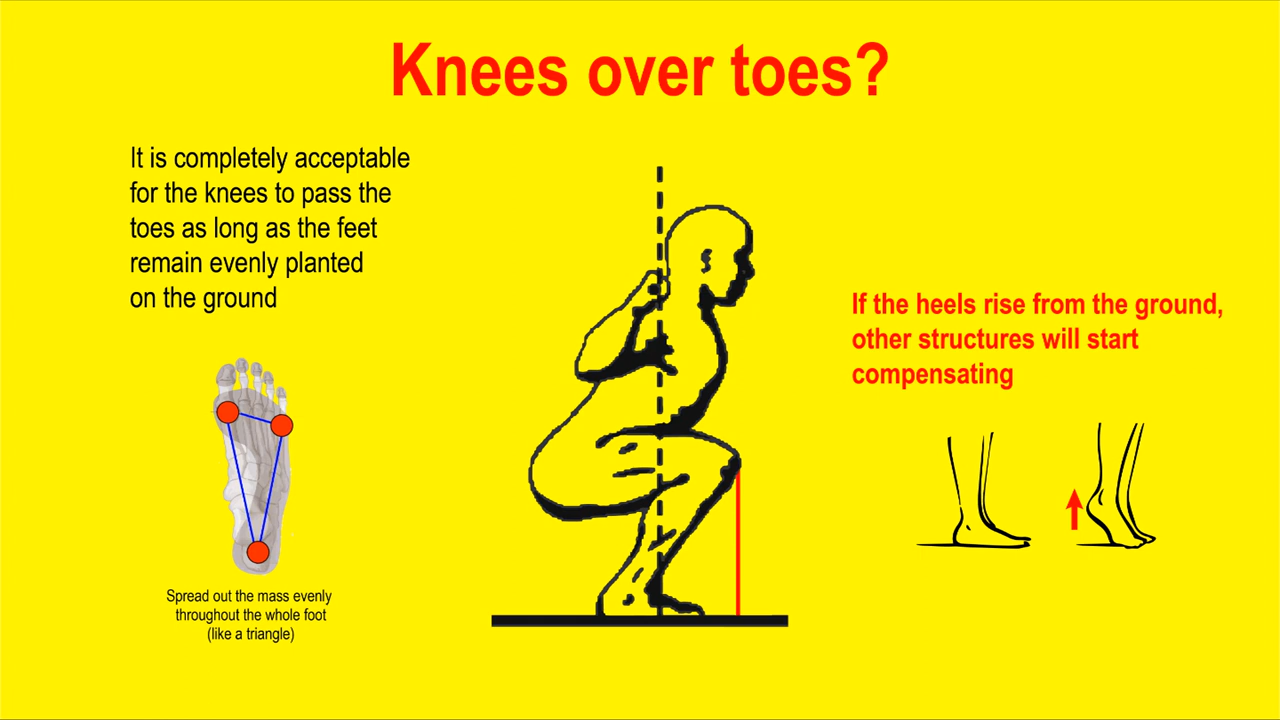 Knees over toes?
It is completely acceptable
for the knees to pass the
toes as long as the feet
remain evenly planted
on the ground
Spread out the mass evenly
throughout the whole foot
(like a triangle)
If the heels rise from the ground,
other structures will start
compensating